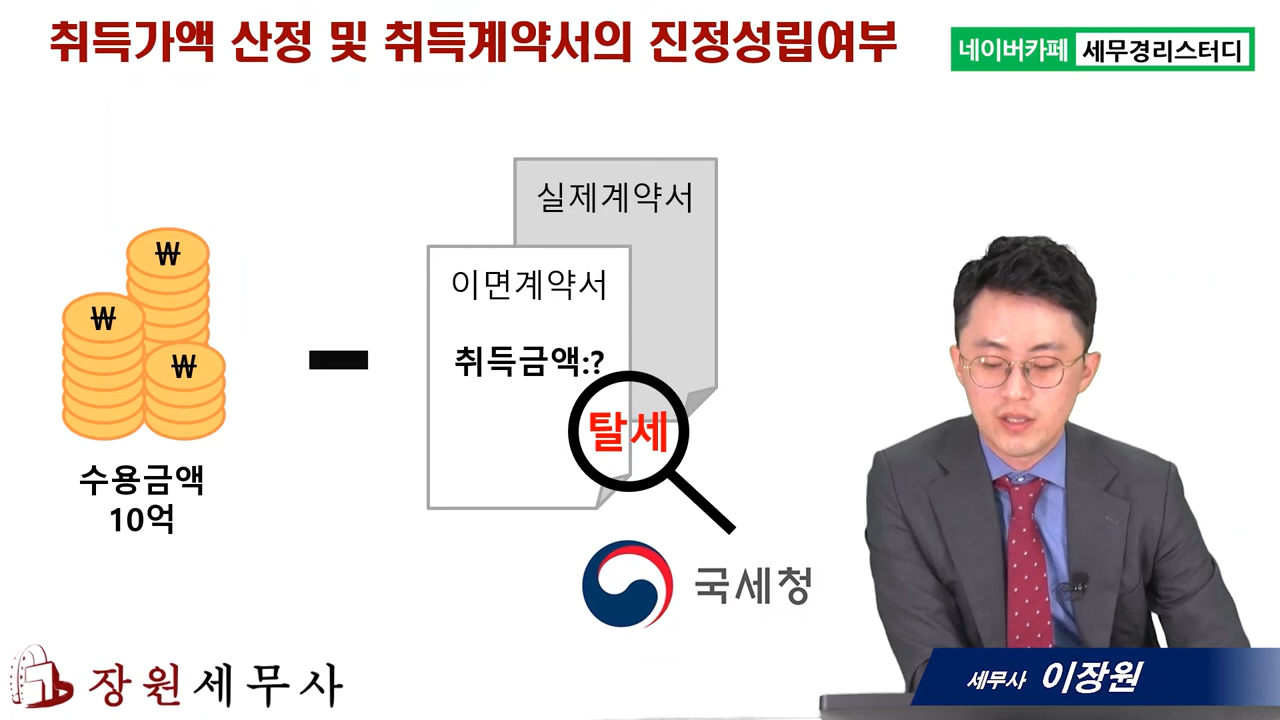 취득가액 산정 및 취득계약서의 진정성립여부
네이버카페 세무경리스터디
실제계약서
이면계약서
취득금액:?
탈세
₩
₩
₩
수용금액
10억
국세청
장원세무사
세무사 이장원